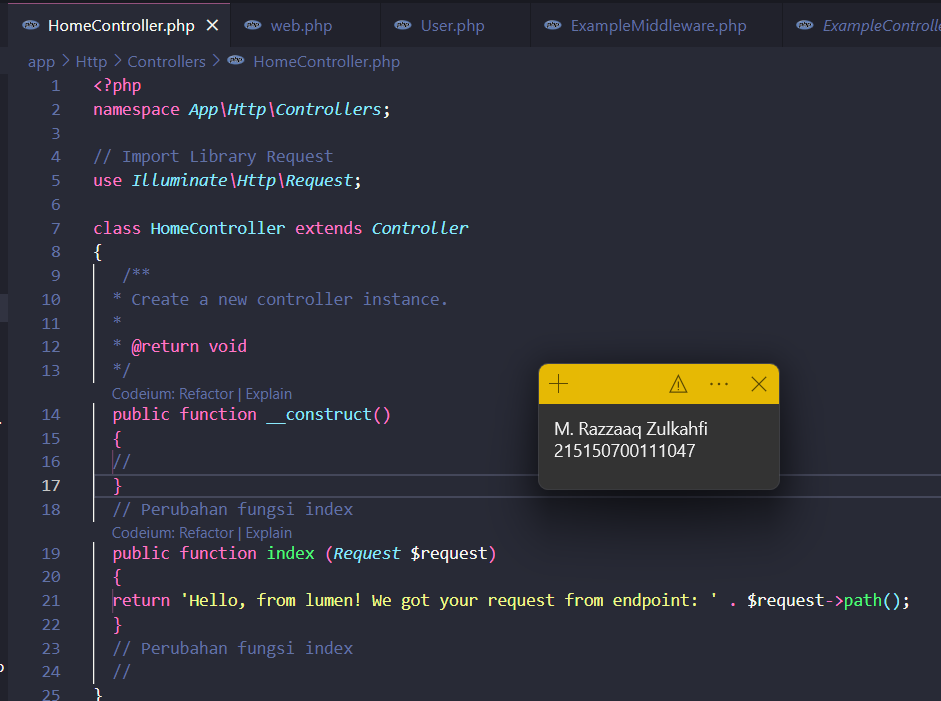 HomeController.php
web.php
User.php
ExampleMiddleware.php
ExampleControlle
app > Http > Controllers > HomeController.php
1 <?php
2 namespace App\Http\Controllers;
3
4 // Import Library Request
5 use Illuminate\Http\Request;
6
7 class HomeController extends Controller
8 {
9 /**
10 * Create a new controller instance.
11 *
12 * @return void
13 */
Codeium: Refactor | Explain
14 public function __construct()
15 {
16 //
17 }
18 // Perubahan fungsi index
Codeium: Refactor | Explain
19 public function index (Request $request)
20 {
21 return 'Hello, from lumen! We got your request from endpoint: ' . $request->path();
22 }
23 // Perubahan fungsi index
24 //
25 }
M. Razzaaq Zulkahfi
215150700111047